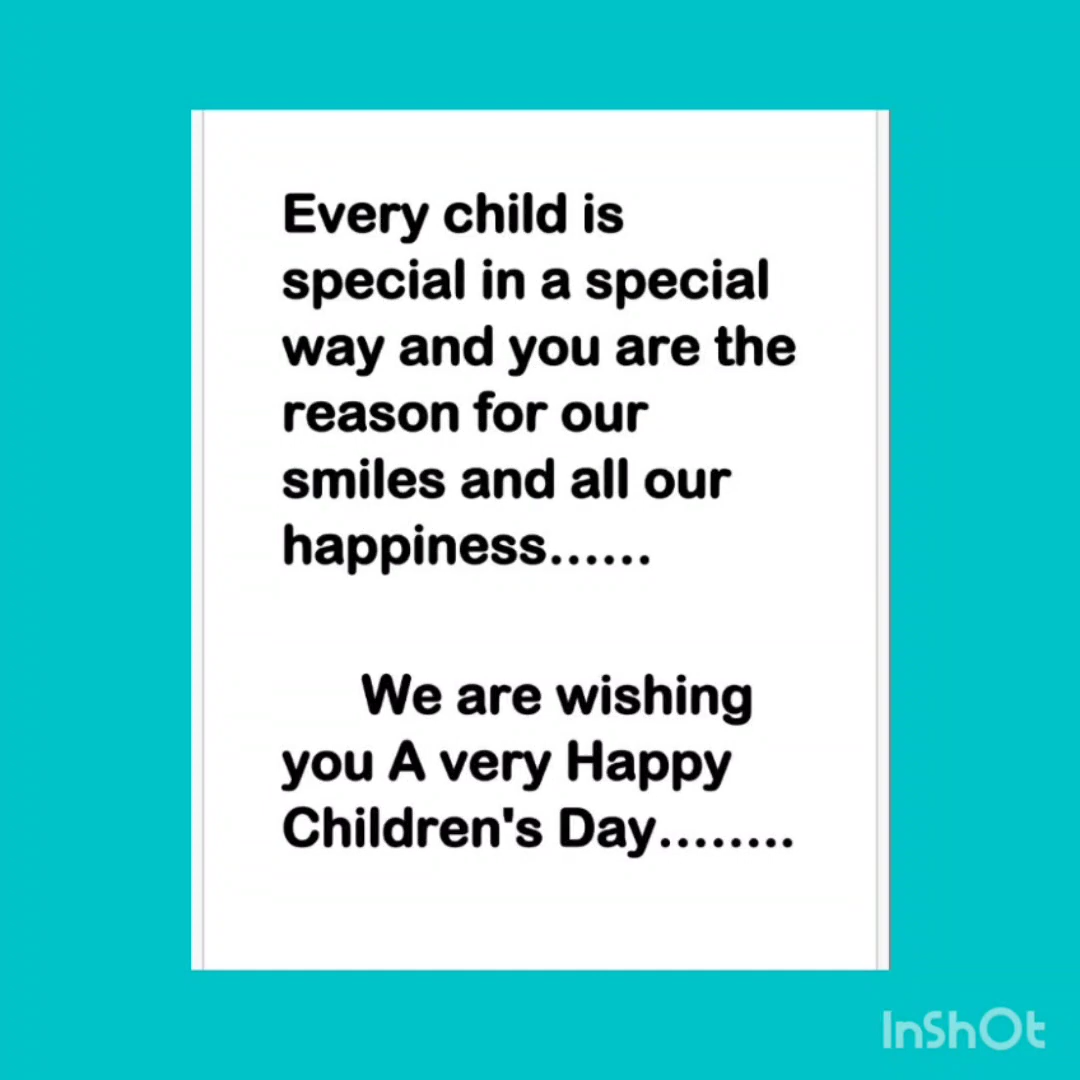 Every child is
special in a special
way and you are the
reason for our
smiles and all our
happiness......
We are wishing
you A very Happy
Children's Day........
InShOt